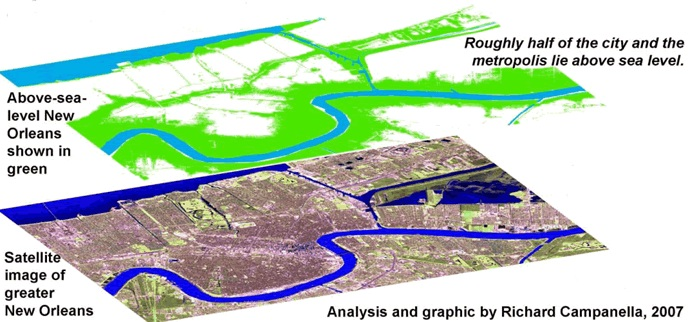 Roughly half of the city and the
metropolis lie above sea level.
Above-sea-
level New
Orleans
shown in
green
Satellite
image of
greater
New Orleans
Analysis and graphic by Richard Campanella, 2007